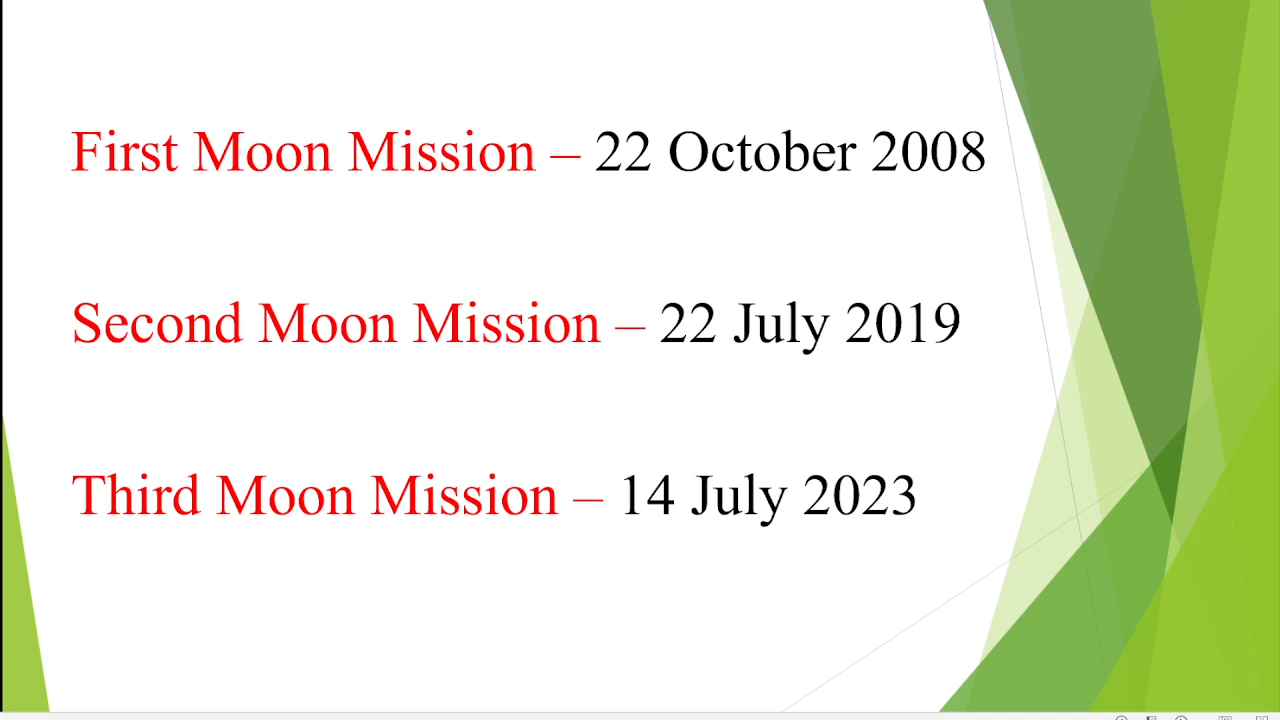 First Moon Mission – 22 October 2008
Second Moon Mission – 22 July 2019
Third Moon Mission – 14 July 2023